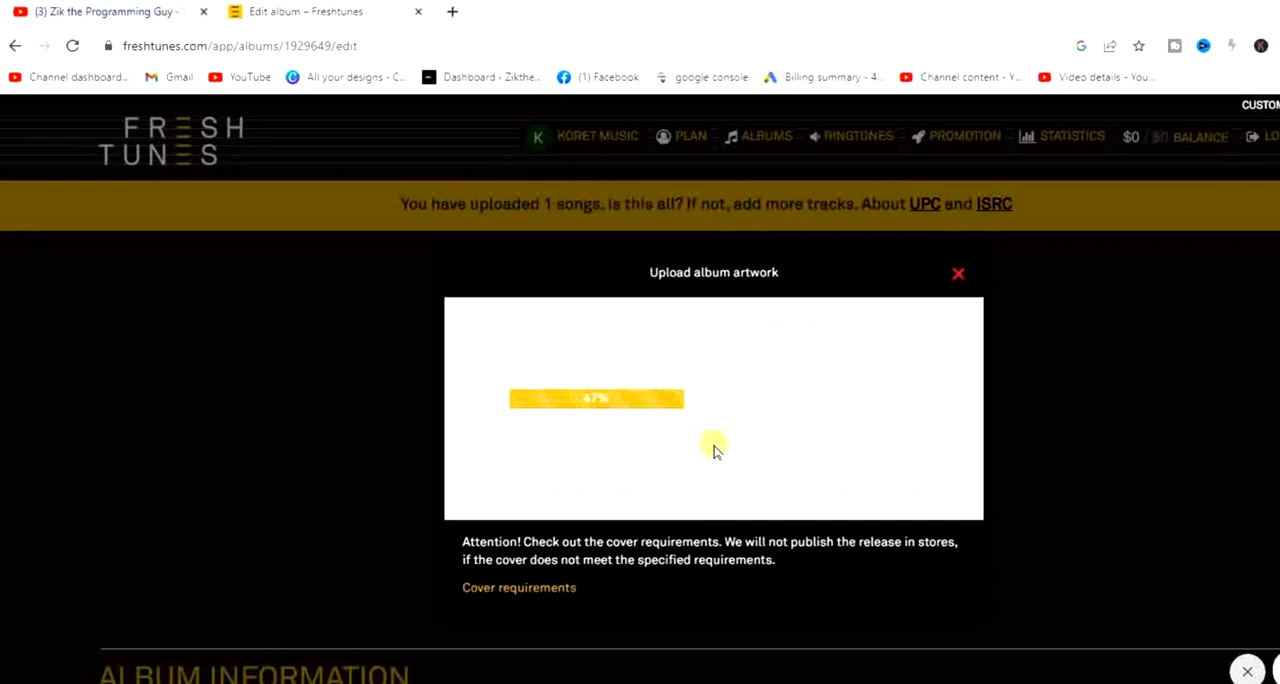 (3) Zik the Programming Guy -
Edit album – Freshtunes
freshtunes.com/app/albums/1929649/edit
Channel dashboard...
Gmail
YouTube
All your designs - C...
Dashboard ‹ Zikthe...
(1) Facebook
google console
Billing summary - 4...
Channel content - Y...
Video details - You...
CUSTOM
FRESH
TUNES
K
KORET MUSIC
PLAN
ALBUMS
RINGTONES
PROMOTION
STATISTICS
$0 / $0 BALANCE
LO
You have uploaded 1 songs. Is this all? If not, add more tracks. About UPC and ISRC
Upload album artwork
47%
Attention! Check out the cover requirements. We will not publish the release in stores,
if the cover does not meet the specified requirements.
Cover requirements
ALBUM INFORMATION